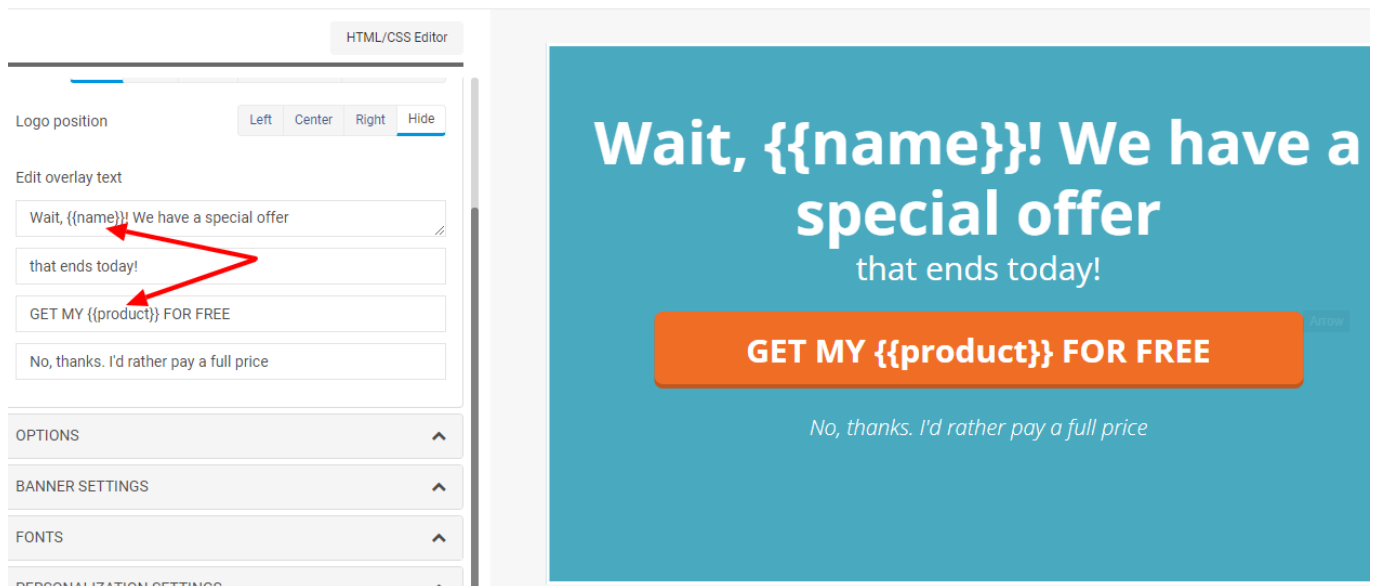 HTML/CSS Editor
Logo position
Left Center Right Hide
Edit overlay text
Wait, {{name}}! We have a special offer
that ends today!
GET MY {{product}} FOR FREE
No, thanks. I'd rather pay a full price
OPTIONS
BANNER SETTINGS
FONTS
PERSONALIZATION SETTINGS
Wait, {{name}}! We have a
special offer
that ends today!
GET MY {{product}} FOR FREE
Arrow
No, thanks. I'd rather pay a full price